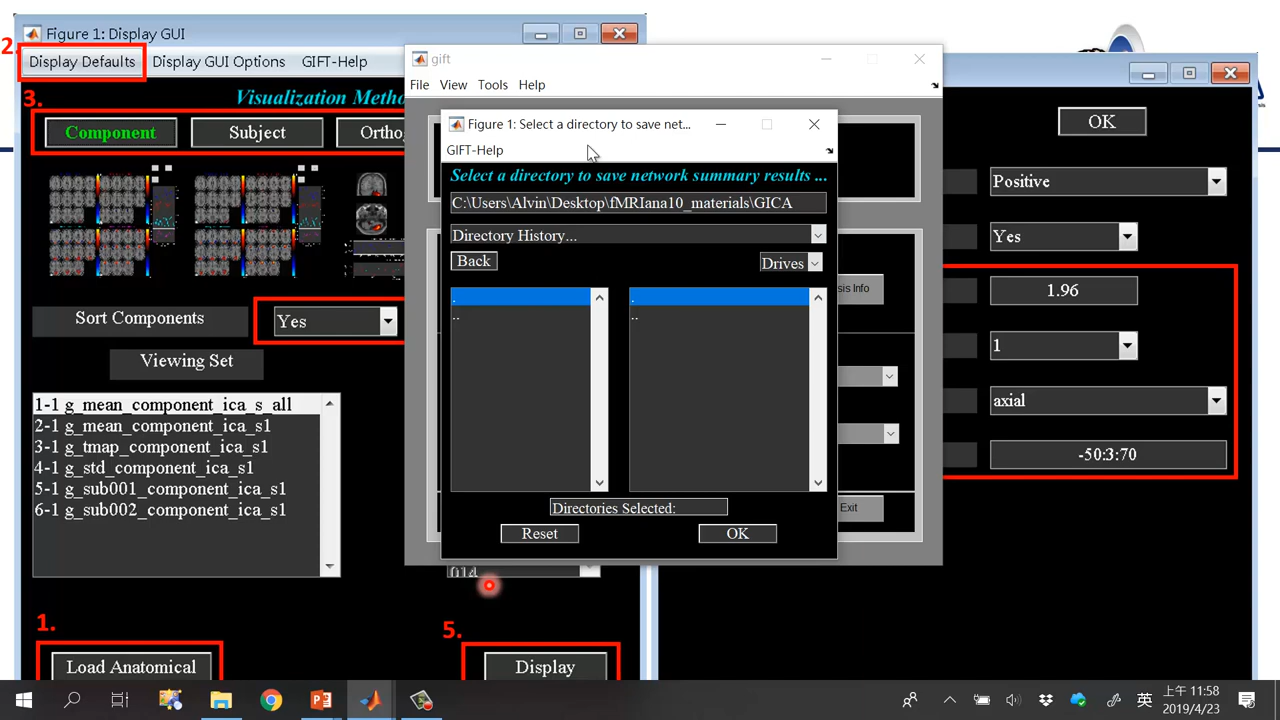 Figure 1: Display GUI
2.
Display Defaults
Display GUI Options
GIFT-Help
Visualization Metho
3.
Component
Subject
Ortho
Sort Components
Yes
Viewing Set
1-1 g_mean_component_ica_s_all
2-1 g_mean_component_ica_s1
3-1 g_tmap_component_ica_s1
4-1 g_std_component_ica_s1
5-1 g_sub001_component_ica_s1
6-1 g_sub002_component_ica_s1
014
1.
Load Anatomical
5.
Display
gift
File View Tools Help
sis Info
Exit
Figure 1: Select a directory to save net...
GIFT-Help
Select a directory to save network summary results ...
C:\Users\Alvin\Desktop\fMRIana10_materials\GICA
Directory History...
Back
Drives
.
..
.
..
Directories Selected:
Reset
OK
OK
Positive
Yes
1.96
1
axial
-50:3:70
英
上午 11:58
2019/4/23